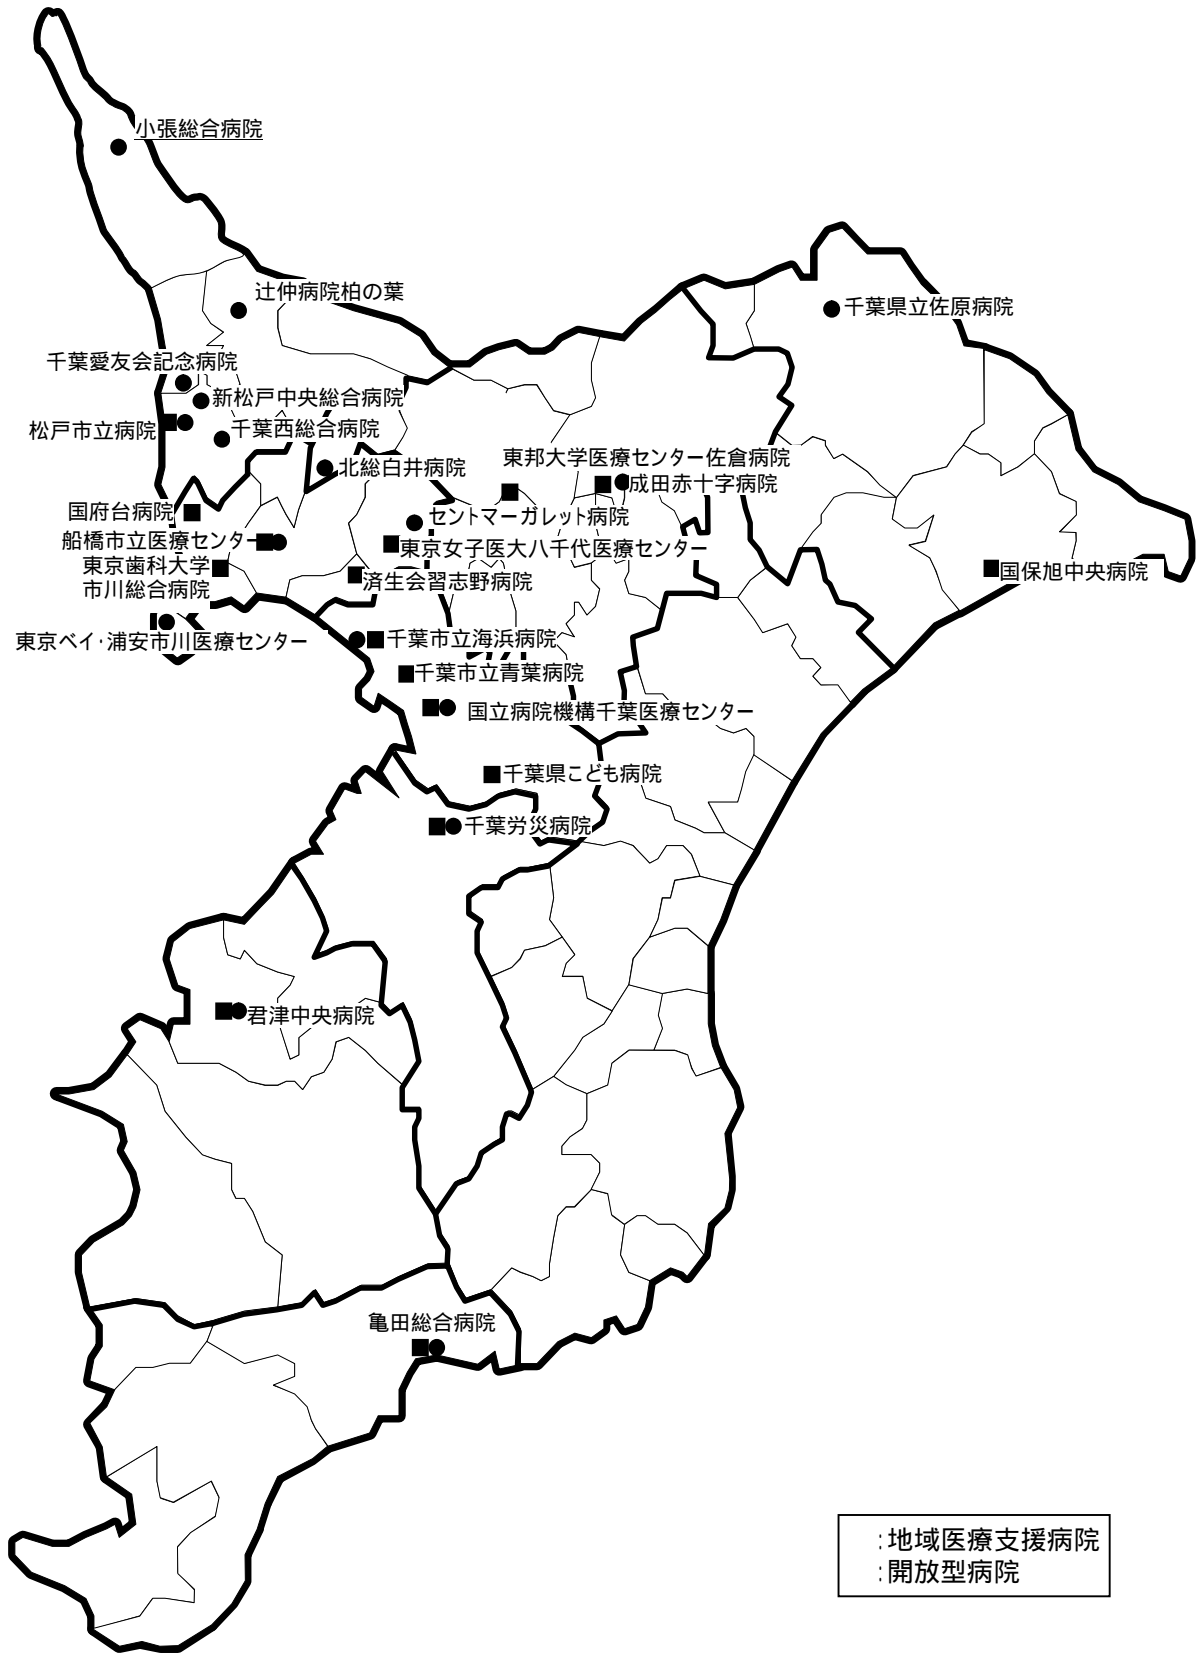 小張総合病院
辻仲病院柏の葉
千葉県立佐原病院
千葉愛友会記念病院
新松戸中央総合病院
松戸市立病院
千葉西総合病院
北総白井病院
東邦大学医療センター佐倉病院
成田赤十字病院
国府台病院
セントマーガレット病院
船橋市立医療センター
東京女子医大八千代医療センター
東京歯科大学
市川総合病院
済生会習志野病院
国保旭中央病院
東京ベイ・浦安市川医療センター
千葉市立海浜病院
千葉市立青葉病院
国立病院機構千葉医療センター
千葉県こども病院
千葉労災病院
君津中央病院
亀田総合病院
:地域医療支援病院
:開放型病院